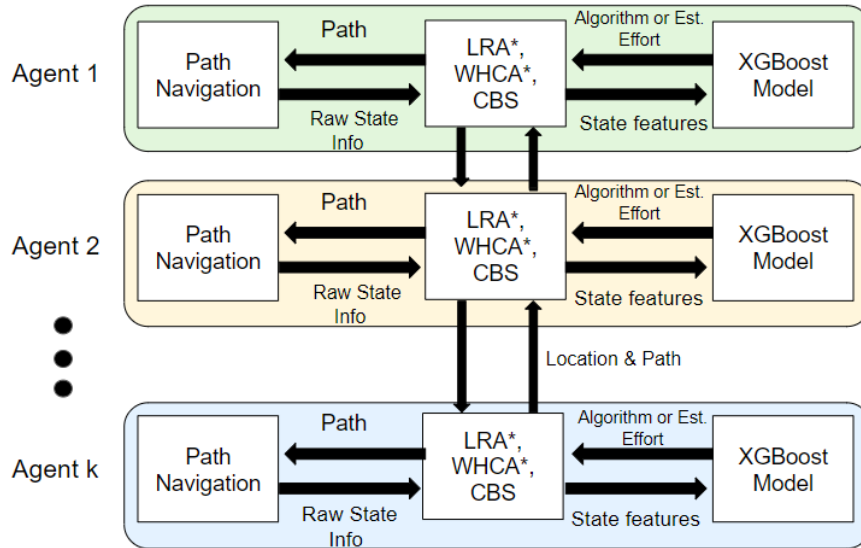 Path
Algorithm or Est.
Effort
Agent 1
Path
Navigation
LRA*,
WHCA*,
CBS
XGBoost
Model
Raw State
Info
State features
Path
Algorithm or Est.
Effort
Agent 2
Path
Navigation
LRA*,
WHCA*,
CBS
XGBoost
Model
Raw State
Info
State features
Location & Path
Path
Algorithm or Est.
Effort
Agent k
Path
Navigation
LRA*,
WHCA*,
CBS
XGBoost
Model
Raw State
Info
State features